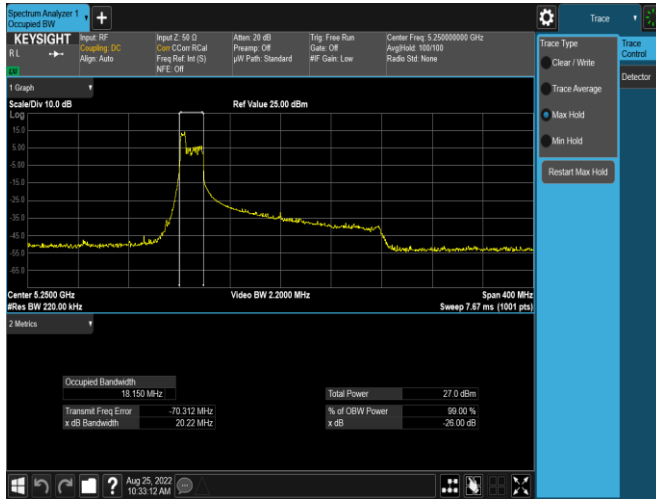 Spectrum Analyzer 1
Occupied BW
+
Trace
KEYSIGHT
RL
LU
Input: RF
Coupling: DC
Align: Auto
Input Z: 50 Ω
Corr CCorr RCal
Freq Ref: Int (S)
NFE: Off
Atten: 20 dB
Preamp: Off
µW Path: Standard
Trig: Free Run
Gate: Off
#IF Gain: Low
Center Freq: 5.250000000 GHz
Avg|Hold: 100/100
Radio Std: None
Trace Type
Clear / Write
Trace Average
Max Hold
Min Hold
Restart Max Hold
Trace
Control
Detector
1 Graph
Scale/Div 10.0 dB
Ref Value 25.00 dBm
Log
15.0
5.00
-5.00
-15.0
-25.0
-35.0
-45.0
-55.0
-65.0
Center 5.2500 GHz
Video BW 2.2000 MHz
Span 400 MHz
#Res BW 220.00 kHz
Sweep 7.67 ms (1001 pts)
2 Metrics
Occupied Bandwidth
18.150 MHz
Total Power 27.0 dBm
Transmit Freq Error -70.312 MHz
% of OBW Power 99.00 %
x dB Bandwidth 20.22 MHz
x dB -26.00 dB
?
Aug 25, 2022
10:33:12 AM